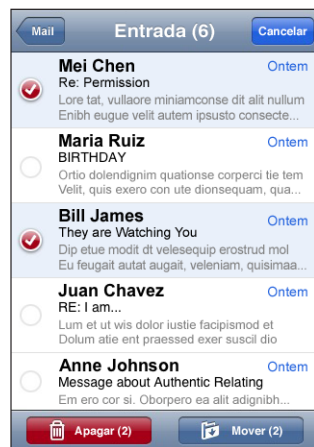 Mail Entrada (6) Cancelar
Mei Chen Ontem
Re: Permission
Lore tat, vullaore miniamconse dit alit nullum
Enibh eugue velit autem ipsusto consecte...
Maria Ruiz Ontem
BIRTHDAY
Ortio dolendignim quationse corperci tie tem
Velit, quis exero con ute dionsequam, qua...
Bill James Ontem
They are Watching You
Dip etue modit dt velesequip erostrud mol
Eu feugait autat augait, veleniam, quisimaa...
Juan Chavez Ontem
RE: I am...
Lum et ut wis dolor iustie facipismod et
Dolum atie ent praessed exer suscil dio
Anne Johnson Ontem
Message about Authentic Relating
Em ero cor si. Oborpero ea alit adignibh...
Apagar (2) Mover (2)